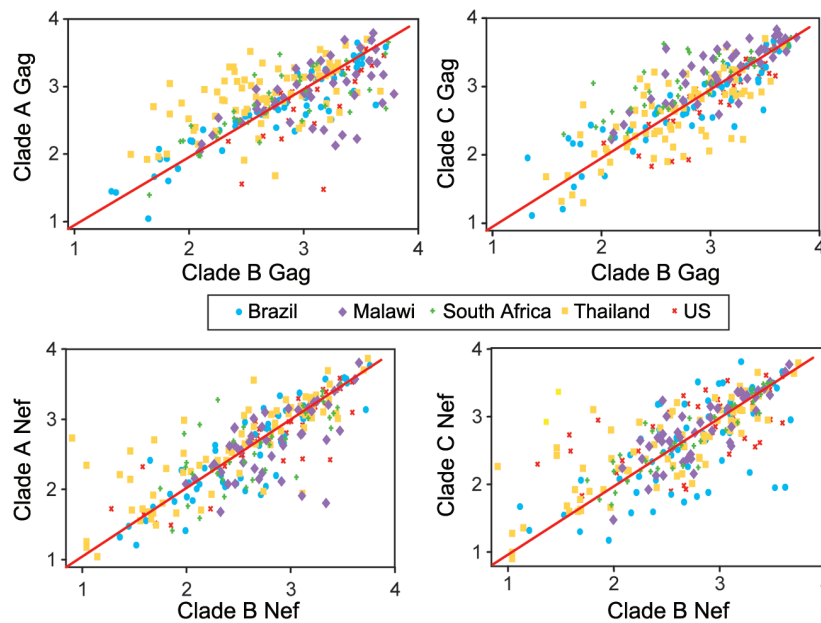 4 4
Clade A Gag Clade C Gag
3 3
2 2
1 1
1 2 3 4 1 2 3 4
Clade B Gag Clade B Gag
Brazil Malawi South Africa Thailand US
4 4
Clade A Nef Clade C Nef
3 3
2 2
1 1
1 2 3 4 1 2 3
Clade B Nef Clade B Nef